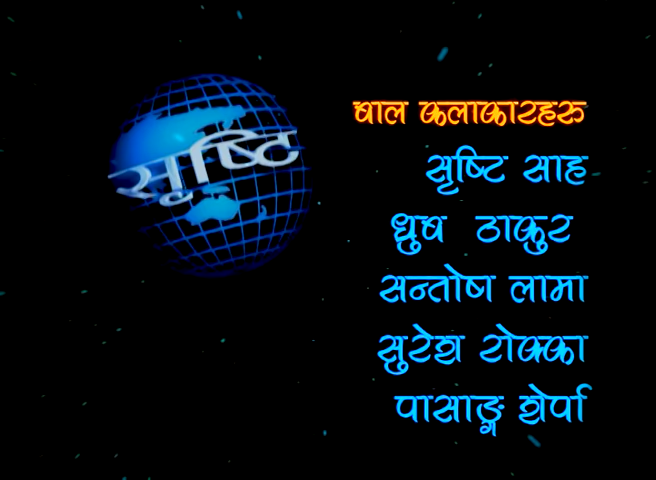 सृष्टि
बाल कलाकारहरु
सृष्टि साह
ध्रुब ठाकुर
सन्तोष लामा
सुरेश रोक्का
पासाङ्ग शेर्पा